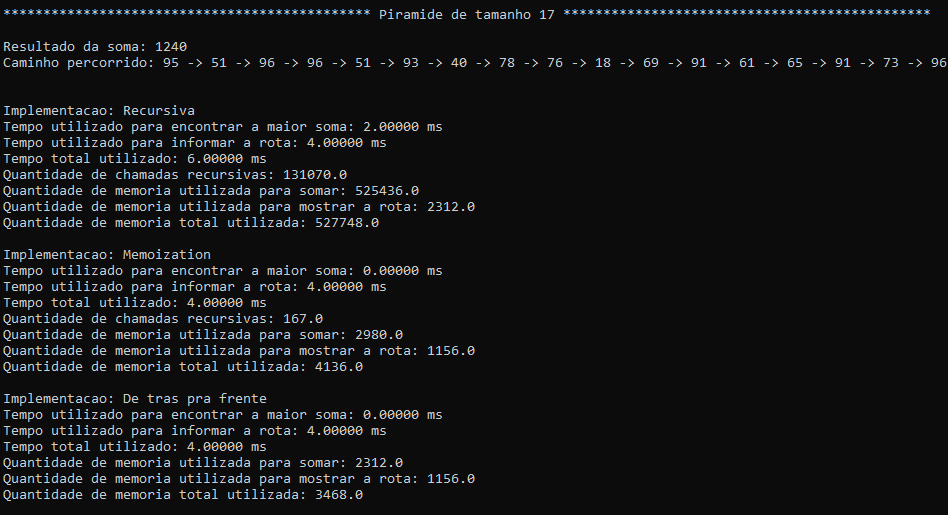 ********************************************** Piramide de tamanho 17 **********************************************
Resultado da soma: 1240
Caminho percorrido: 95 -> 51 -> 96 -> 96 -> 51 -> 93 -> 40 -> 78 -> 76 -> 18 -> 69 -> 91 -> 61 -> 65 -> 91 -> 73 -> 96
Implementacao: Recursiva
Tempo utilizado para encontrar a maior soma: 2.00000 ms
Tempo utilizado para informar a rota: 4.00000 ms
Tempo total utilizado: 6.00000 ms
Quantidade de chamadas recursivas: 131070.0
Quantidade de memoria utilizada para somar: 525436.0
Quantidade de memoria utilizada para mostrar a rota: 2312.0
Quantidade de memoria total utilizada: 527748.0
Implementacao: Memoization
Tempo utilizado para encontrar a maior soma: 0.00000 ms
Tempo utilizado para informar a rota: 4.00000 ms
Tempo total utilizado: 4.00000 ms
Quantidade de chamadas recursivas: 167.0
Quantidade de memoria utilizada para somar: 2980.0
Quantidade de memoria utilizada para mostrar a rota: 1156.0
Quantidade de memoria total utilizada: 4136.0
Implementacao: De tras pra frente
Tempo utilizado para encontrar a maior soma: 0.00000 ms
Tempo utilizado para informar a rota: 4.00000 ms
Tempo total utilizado: 4.00000 ms
Quantidade de memoria utilizada para somar: 2312.0
Quantidade de memoria utilizada para mostrar a rota: 1156.0
Quantidade de memoria total utilizada: 3468.0